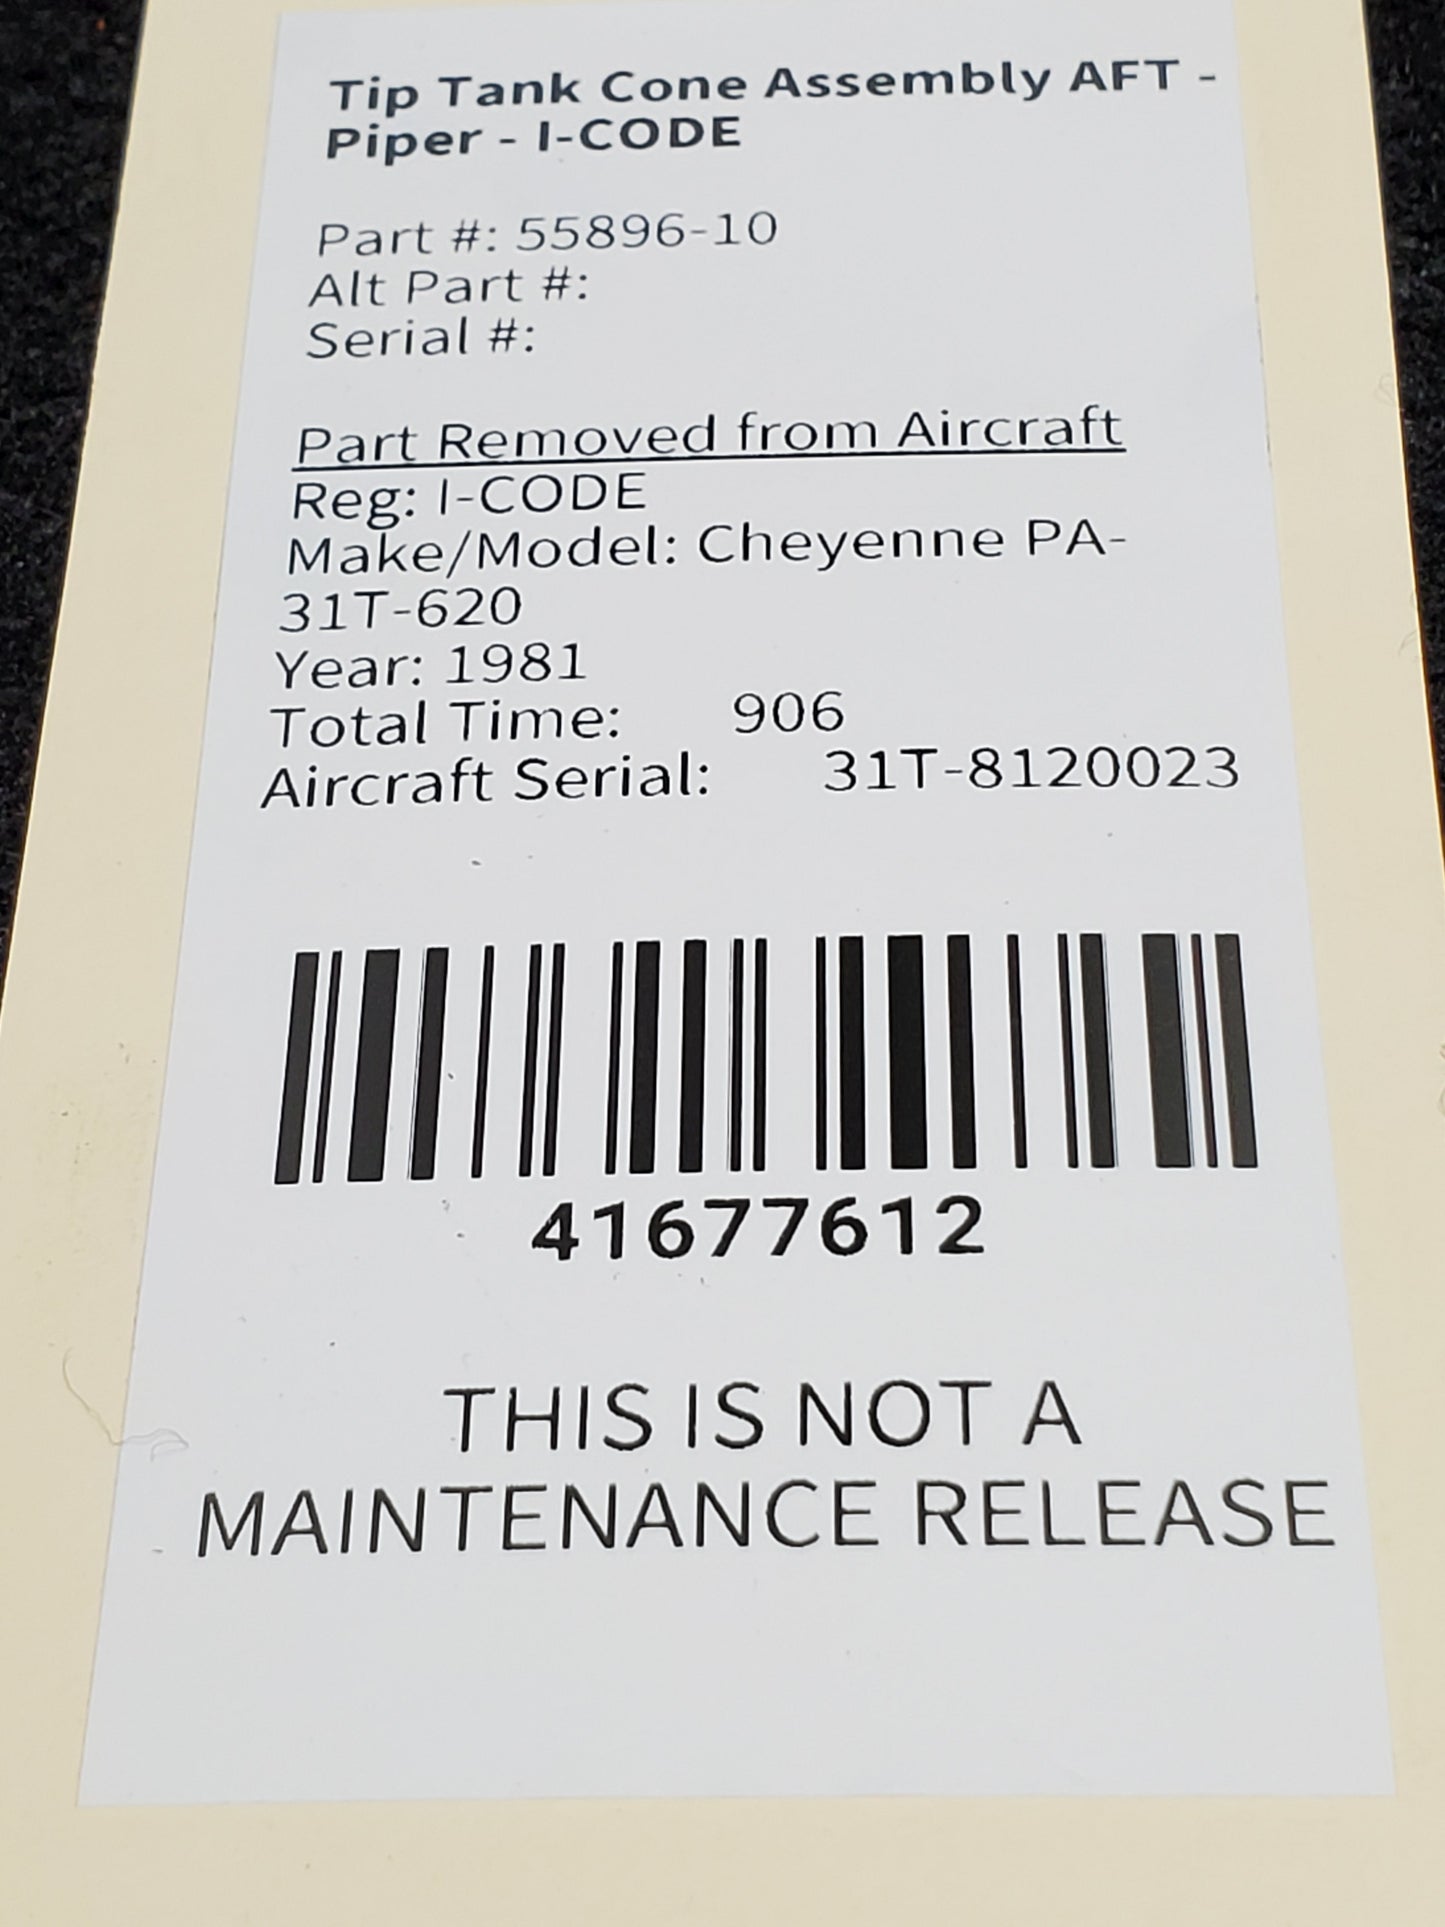 Tip Tank Cone Assembly AFT -
Piper - I-CODE
Part #: 55896-10
Alt Part #:
Serial #:
Part Removed from Aircraft
Reg: I-CODE
Make/Model: Cheyenne PA-
31T-620
Year: 1981
Total Time: 906
Aircraft Serial: 31T-8120023
41677612
THIS IS NOT A
MAINTENANCE RELEASE